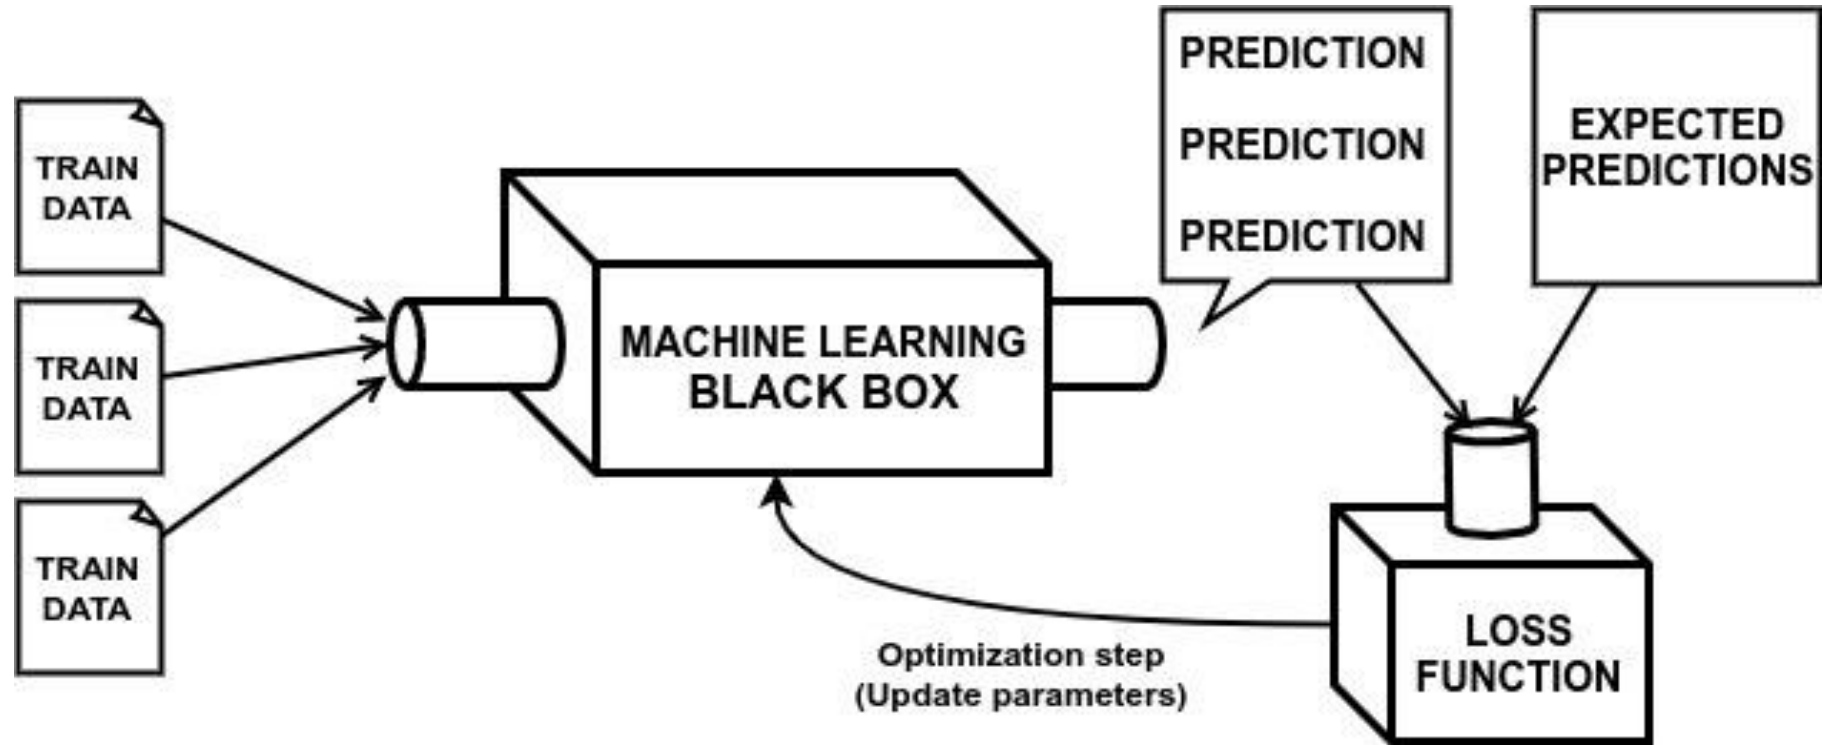 TRAIN
DATA
TRAIN
DATA
TRAIN
DATA
MACHINE LEARNING
BLACK BOX
PREDICTION
PREDICTION
PREDICTION
EXPECTED
PREDICTIONS
LOSS
FUNCTION
Optimization step
(Update parameters)